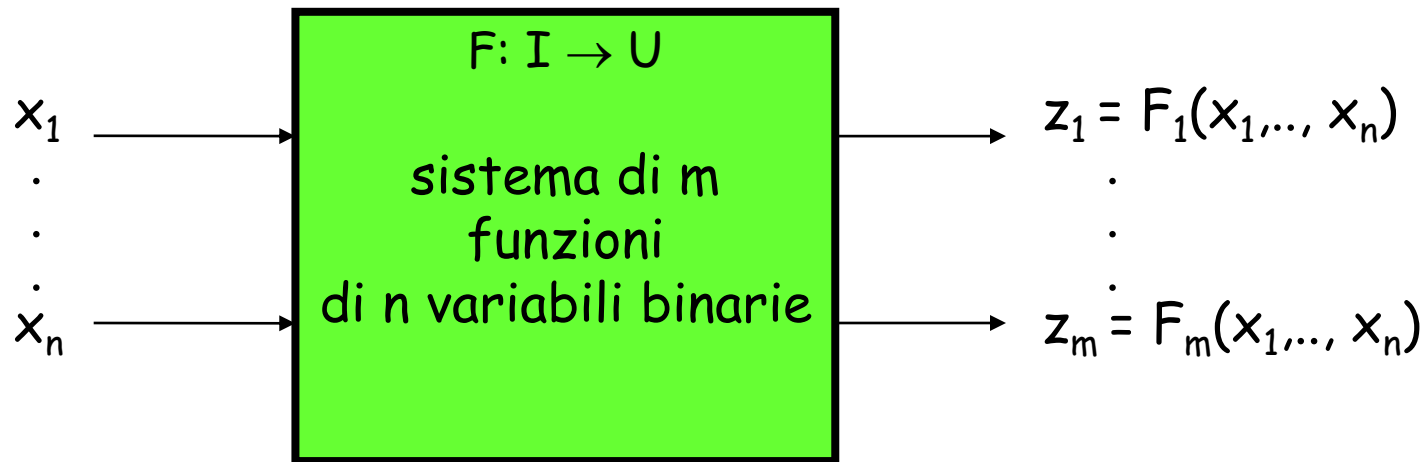 F: I → U
x₁
z₁ = F₁(x₁,.., xₙ)
.
.
.
sistema di m
funzioni
di n variabili binarie
.
.
.
xₙ
zₘ = Fₘ(x₁,.., xₙ)